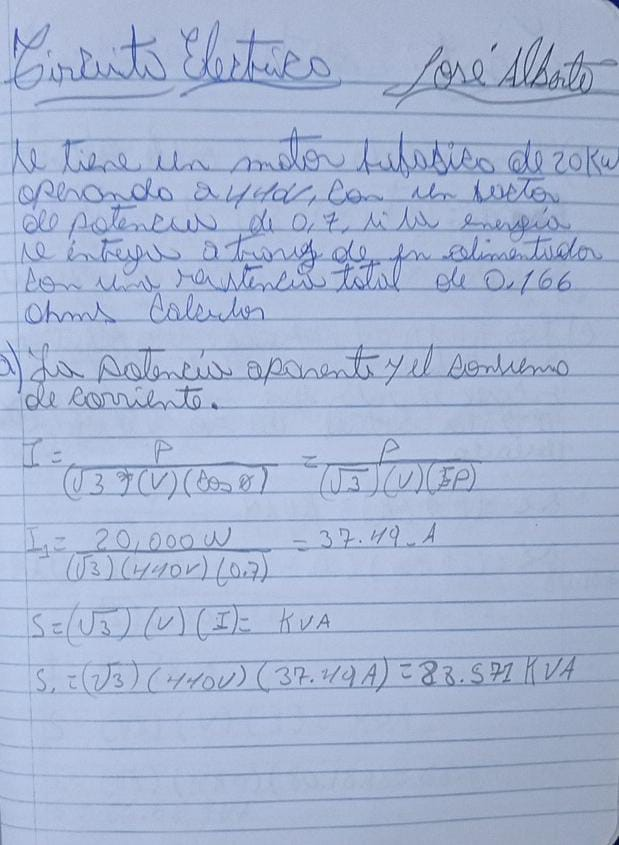 Circuito Electrico José Alberto
Se tiene un motor trifasico de 20KW
operando a 440V, con un factor
de potencia de 0,7, si la energía
se entrega a través de un alimentador
con una resistencia total de 0.166
Ohms Calcular
a) La potencia aparente y el consumo
de corriente.
I = P / (√3)(V)(Cos θ) = P / (√3)(V)(FP)
I₁ = 20,000W / (√3)(440V)(0.7) = 37.49 A
S = (√3)(V)(I) = KVA
S₁ = (√3)(440V)(37.49A) = 28.571 KVA